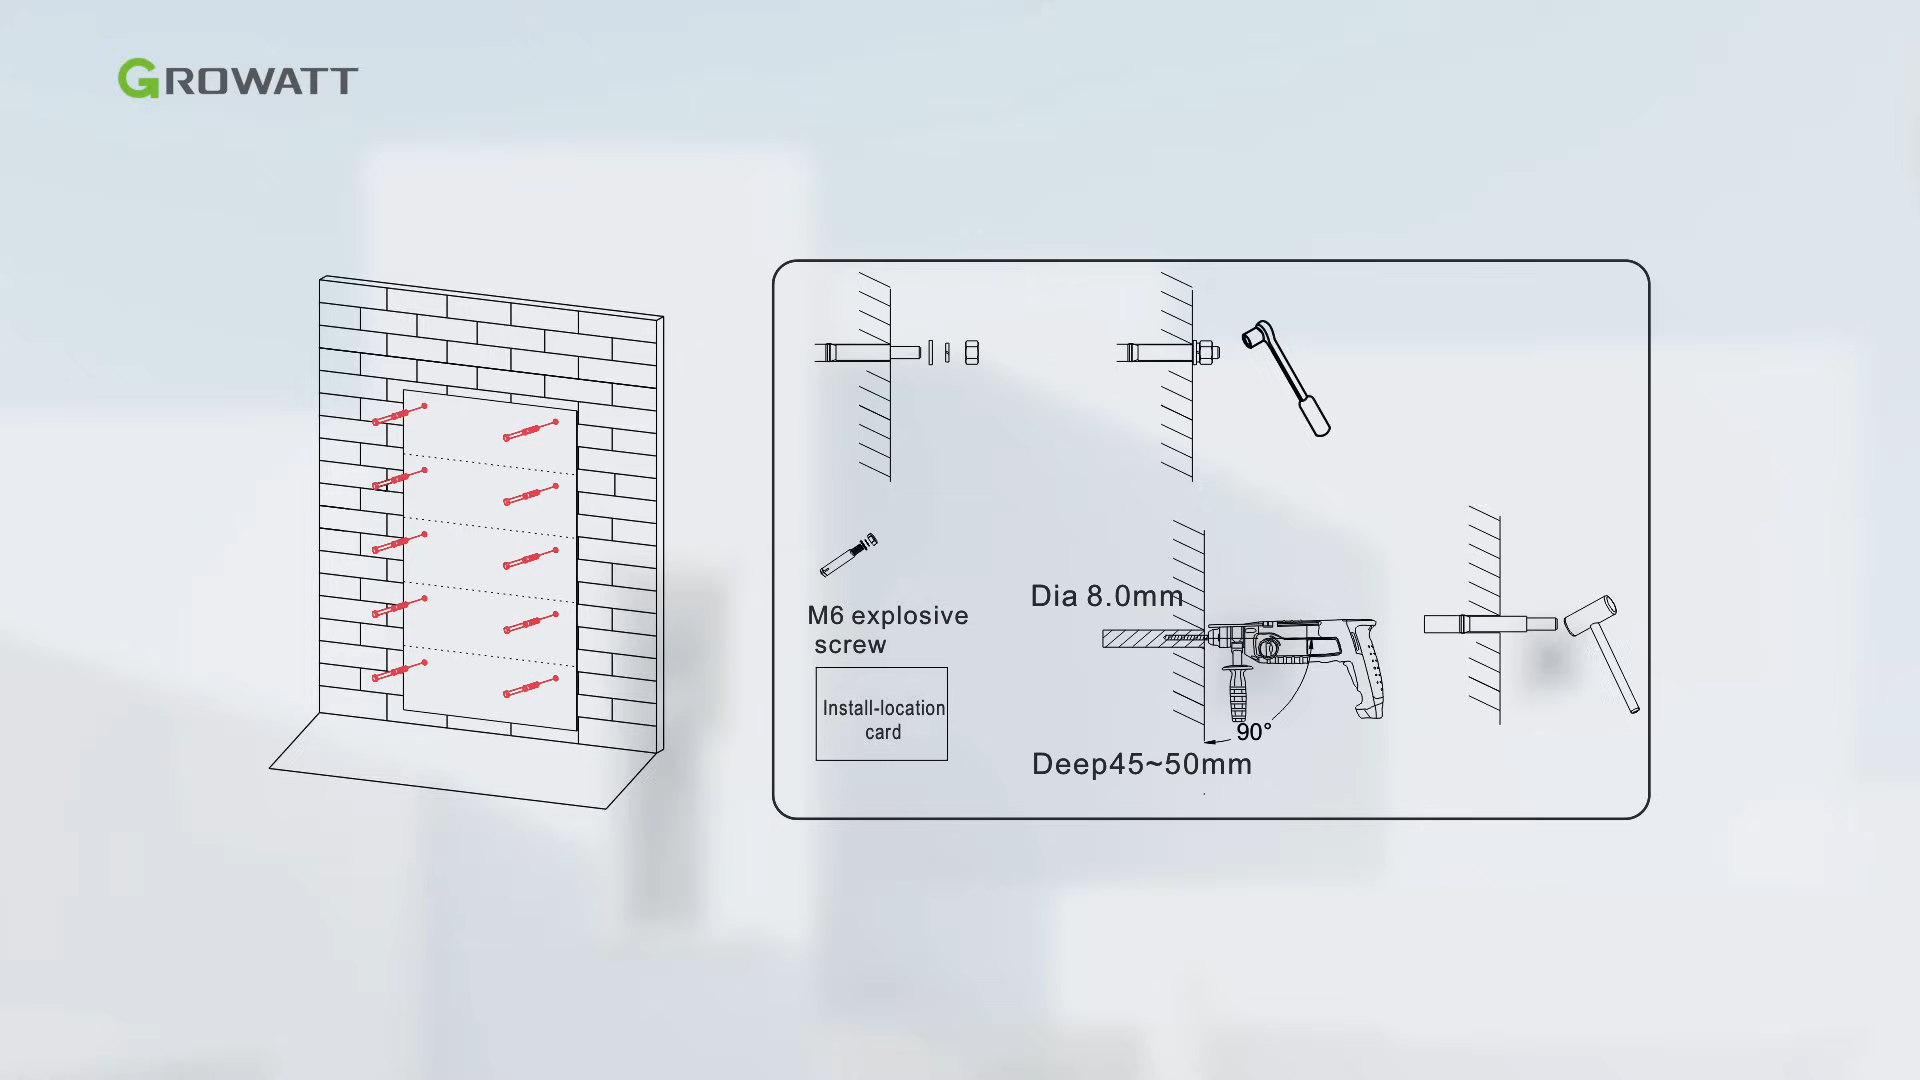 GROWATT
M6 explosive
screw
Install-location
card
Dia 8.0mm
90°
Deep45~50mm